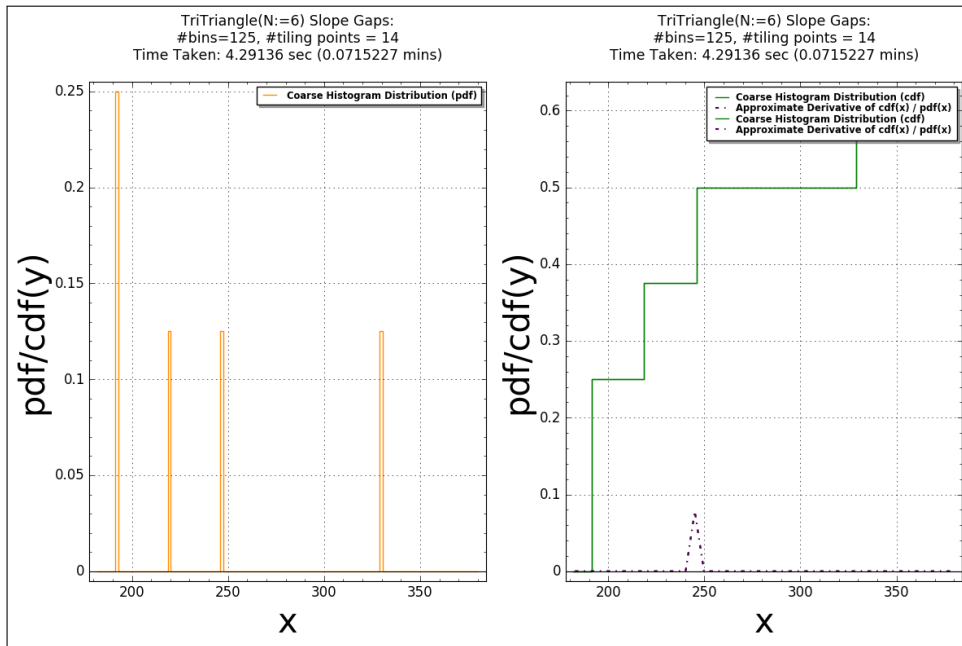 TriTriangle(N:=6) Slope Gaps:
#bins=125, #tiling points = 14
Time Taken: 4.29136 sec (0.0715227 mins)
Coarse Histogram Distribution (pdf)
0.25
0.2
0.15
0.1
0.05
0
pdf/cdf(y)
200
250
300
350
x
TriTriangle(N:=6) Slope Gaps:
#bins=125, #tiling points = 14
Time Taken: 4.29136 sec (0.0715227 mins)
Coarse Histogram Distribution (cdf)
Approximate Derivative of cdf(x) / pdf(x)
Coarse Histogram Distribution (cdf)
Approximate Derivative of cdf(x) / pdf(x)
0.6
0.5
0.4
0.3
0.2
0.1
0
pdf/cdf(y)
200
250
300
350
x